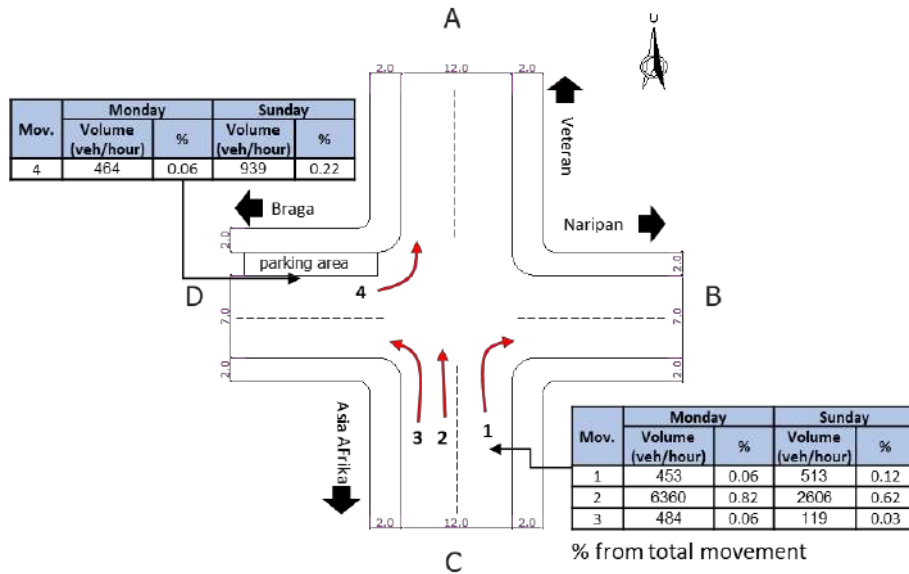 A
U
2.0 12.0 2.0
Veteran
Monday Sunday
Mov. Volume (veh/hour) % Volume (veh/hour) %
4 464 0.06 939 0.22
Braga
Naripan
2.0
parking area
2.0
4
D
B
7.0
7.0
2.0
2.0
3 2 1
Asia AFrika
Monday Sunday
Mov. Volume (veh/hour) % Volume (veh/hour) %
1 453 0.06 513 0.12
2 6360 0.82 2606 0.62
3 484 0.06 119 0.03
2.0 12.0 2.0
% from total movement
C